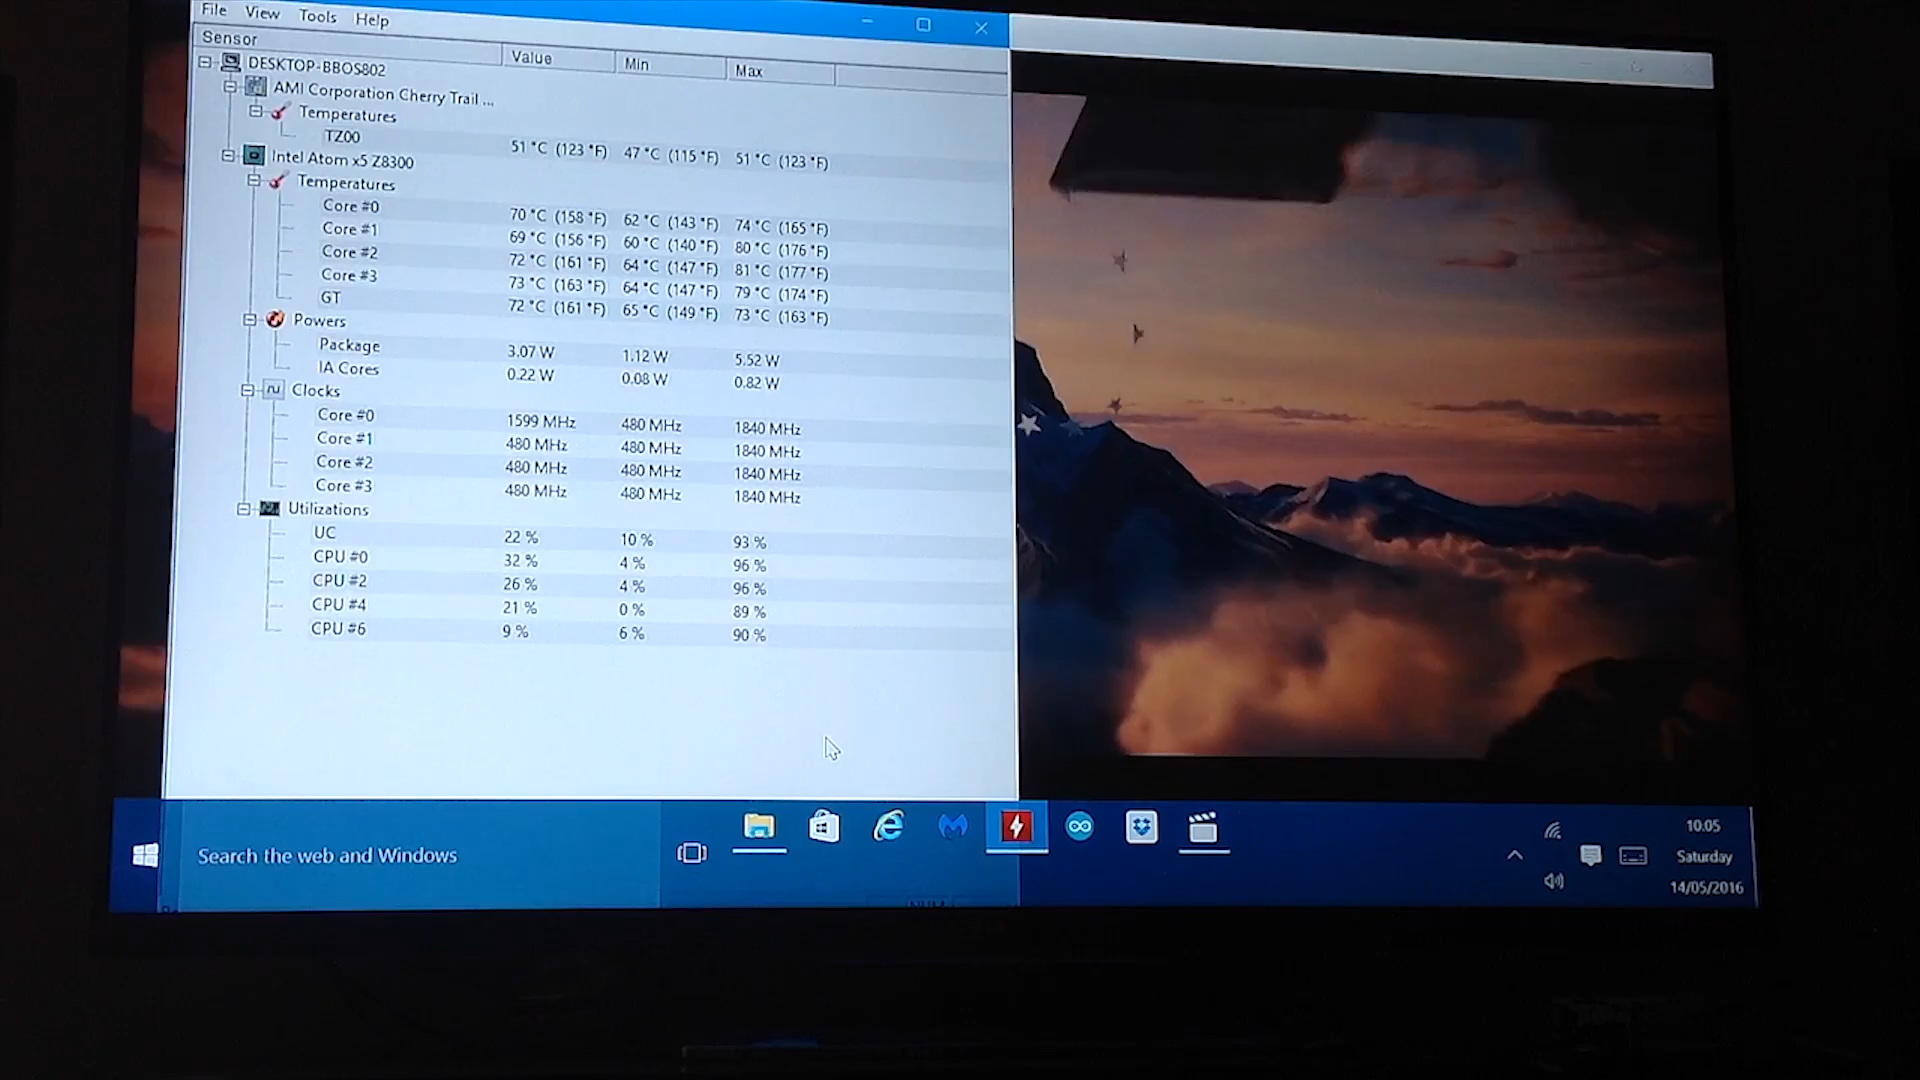 File View Tools Help
Sensor Value Min Max
DESKTOP-BBOS802
AMI Corporation Cherry Trail ...
Temperatures
TZ00 51 °C (123 °F) 47 °C (115 °F) 51 °C (123 °F)
Intel Atom x5 Z8300
Temperatures
Core #0 70 °C (158 °F) 62 °C (143 °F) 74 °C (165 °F)
Core #1 69 °C (156 °F) 60 °C (140 °F) 80 °C (176 °F)
Core #2 72 °C (161 °F) 64 °C (147 °F) 81 °C (177 °F)
Core #3 73 °C (163 °F) 64 °C (147 °F) 79 °C (174 °F)
GT 72 °C (161 °F) 65 °C (149 °F) 73 °C (163 °F)
Powers
Package 3.07 W 1.12 W 5.52 W
IA Cores 0.22 W 0.08 W 0.82 W
Clocks
Core #0 1599 MHz 480 MHz 1840 MHz
Core #1 480 MHz 480 MHz 1840 MHz
Core #2 480 MHz 480 MHz 1840 MHz
Core #3 480 MHz 480 MHz 1840 MHz
Utilizations
UC 22 % 10 % 93 %
CPU #0 32 % 4 % 96 %
CPU #2 26 % 4 % 96 %
CPU #4 21 % 0 % 89 %
CPU #6 9 % 6 % 90 %
Search the web and Windows
10:05
Saturday
14/05/2016